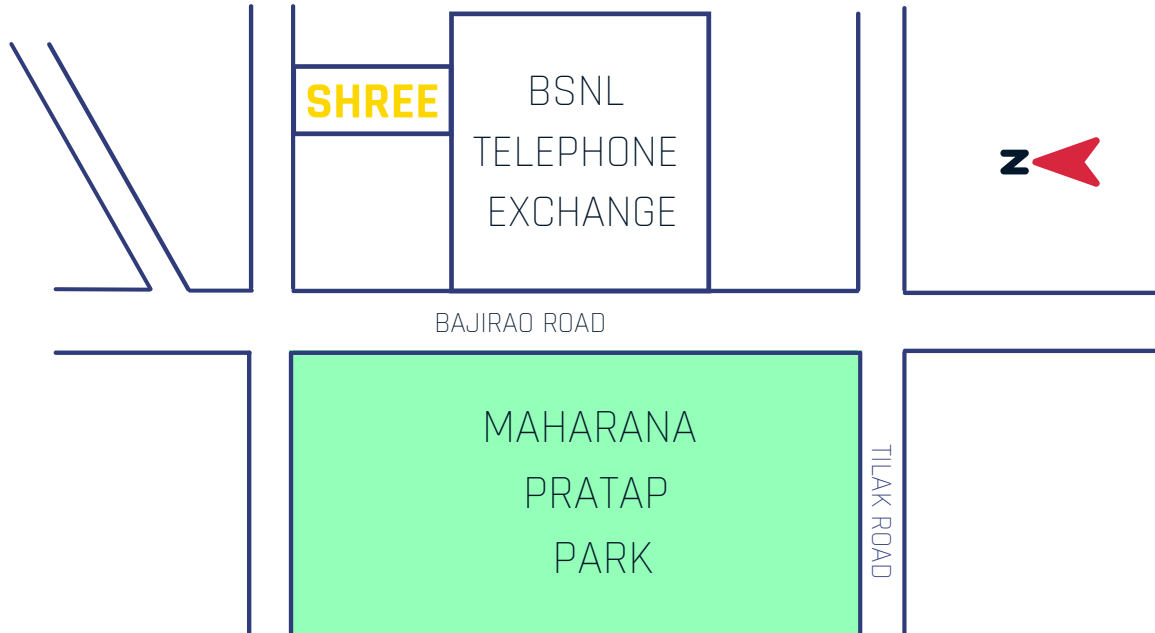 SHREE
BSNL
TELEPHONE
EXCHANGE
N
BAJIRAO ROAD
MAHARANA
PRATAP
PARK
TILAK ROAD